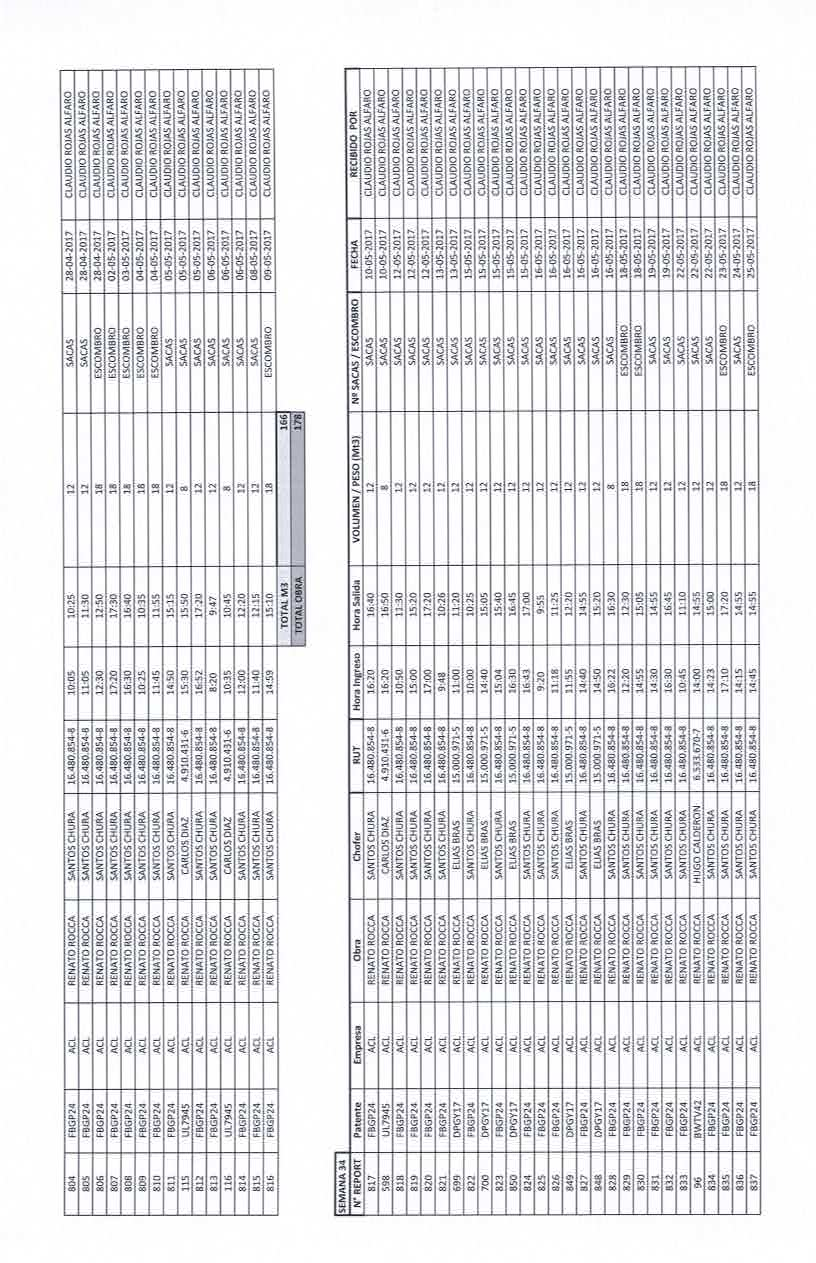 804 FBGP24 ACL RENATO ROCCA SANTOS CHURA 16.480.854-8 10:05 10:25 12 SACAS 28-04-2017 CLAUDIO ROJAS ALFARO
805 FBGP24 ACL RENATO ROCCA SANTOS CHURA 16.480.854-8 11:05 11:30 12 SACAS 28-04-2017 CLAUDIO ROJAS ALFARO
806 FBGP24 ACL RENATO ROCCA SANTOS CHURA 16.480.854-8 12:30 12:50 18 ESCOMBRO 28-04-2017 CLAUDIO ROJAS ALFARO
807 FBGP24 ACL RENATO ROCCA SANTOS CHURA 16.480.854-8 17:20 17:30 18 ESCOMBRO 02-05-2017 CLAUDIO ROJAS ALFARO
808 FBGP24 ACL RENATO ROCCA SANTOS CHURA 16.480.854-8 16:30 16:40 18 ESCOMBRO 03-05-2017 CLAUDIO ROJAS ALFARO
809 FBGP24 ACL RENATO ROCCA SANTOS CHURA 16.480.854-8 10:25 10:35 18 ESCOMBRO 04-05-2017 CLAUDIO ROJAS ALFARO
810 FBGP24 ACL RENATO ROCCA SANTOS CHURA 16.480.854-8 11:45 11:55 18 ESCOMBRO 04-05-2017 CLAUDIO ROJAS ALFARO
811 FBGP24 ACL RENATO ROCCA SANTOS CHURA 16.480.854-8 14:50 15:15 12 SACAS 05-05-2017 CLAUDIO ROJAS ALFARO
115 UL7945 ACL RENATO ROCCA CARLOS DIAZ 4.910.431-6 15:30 15:50 8 SACAS 05-05-2017 CLAUDIO ROJAS ALFARO
812 FBGP24 ACL RENATO ROCCA SANTOS CHURA 16.480.854-8 16:52 17:20 12 SACAS 05-05-2017 CLAUDIO ROJAS ALFARO
813 FBGP24 ACL RENATO ROCCA SANTOS CHURA 16.480.854-8 8:20 9:47 12 SACAS 06-05-2017 CLAUDIO ROJAS ALFARO
116 UL7945 ACL RENATO ROCCA CARLOS DIAZ 4.910.431-6 10:35 10:45 8 SACAS 06-05-2017 CLAUDIO ROJAS ALFARO
814 FBGP24 ACL RENATO ROCCA SANTOS CHURA 16.480.854-8 12:00 12:20 12 SACAS 06-05-2017 CLAUDIO ROJAS ALFARO
815 FBGP24 ACL RENATO ROCCA SANTOS CHURA 16.480.854-8 11:40 12:15 12 SACAS 08-05-2017 CLAUDIO ROJAS ALFARO
816 FBGP24 ACL RENATO ROCCA SANTOS CHURA 16.480.854-8 14:59 15:10 18 ESCOMBRO 09-05-2017 CLAUDIO ROJAS ALFARO
TOTAL M3 166
TOTAL OBRA 178
SEMANA 34
N° REPORT Patente Empresa Obra Chofer RUT Hora Ingreso Hora Salida VOLUMEN / PESO (Mt3) Nº SACAS / ESCOMBRO FECHA RECIBIDO POR
817 FBGP24 ACL RENATO ROCCA SANTOS CHURA 16.480.854-8 16:20 16:40 12 SACAS 10-05-2017 CLAUDIO ROJAS ALFARO
598 UL7945 ACL RENATO ROCCA CARLOS DIAZ 4.910.431-6 16:20 16:50 8 SACAS 10-05-2017 CLAUDIO ROJAS ALFARO
818 FBGP24 ACL RENATO ROCCA SANTOS CHURA 16.480.854-8 10:50 11:30 12 SACAS 12-05-2017 CLAUDIO ROJAS ALFARO
819 FBGP24 ACL RENATO ROCCA SANTOS CHURA 16.480.854-8 15:00 15:20 12 SACAS 12-05-2017 CLAUDIO ROJAS ALFARO
820 FBGP24 ACL RENATO ROCCA SANTOS CHURA 16.480.854-8 17:00 17:20 12 SACAS 12-05-2017 CLAUDIO ROJAS ALFARO
821 FBGP24 ACL RENATO ROCCA SANTOS CHURA 16.480.854-8 9:48 10:26 12 SACAS 13-05-2017 CLAUDIO ROJAS ALFARO
699 DPGY17 ACL RENATO ROCCA ELIAS BRAS 15.000.971-5 11:00 11:20 12 SACAS 13-05-2017 CLAUDIO ROJAS ALFARO
822 FBGP24 ACL RENATO ROCCA SANTOS CHURA 16.480.854-8 10:00 10:25 12 SACAS 15-05-2017 CLAUDIO ROJAS ALFARO
700 DPGY17 ACL RENATO ROCCA ELIAS BRAS 15.000.971-5 14:40 15:05 12 SACAS 15-05-2017 CLAUDIO ROJAS ALFARO
823 FBGP24 ACL RENATO ROCCA SANTOS CHURA 16.480.854-8 15:04 15:40 12 SACAS 15-05-2017 CLAUDIO ROJAS ALFARO
850 DPGY17 ACL RENATO ROCCA ELIAS BRAS 15.000.971-5 16:30 16:45 12 SACAS 15-05-2017 CLAUDIO ROJAS ALFARO
824 FBGP24 ACL RENATO ROCCA SANTOS CHURA 16.480.854-8 16:43 17:00 12 SACAS 15-05-2017 CLAUDIO ROJAS ALFARO
825 FBGP24 ACL RENATO ROCCA SANTOS CHURA 16.480.854-8 9:20 9:55 12 SACAS 16-05-2017 CLAUDIO ROJAS ALFARO
826 FBGP24 ACL RENATO ROCCA SANTOS CHURA 16.480.854-8 11:18 11:25 12 SACAS 16-05-2017 CLAUDIO ROJAS ALFARO
849 DPGY17 ACL RENATO ROCCA ELIAS BRAS 15.000.971-5 11:55 12:20 12 SACAS 16-05-2017 CLAUDIO ROJAS ALFARO
827 FBGP24 ACL RENATO ROCCA SANTOS CHURA 16.480.854-8 14:40 14:55 12 SACAS 16-05-2017 CLAUDIO ROJAS ALFARO
848 DPGY17 ACL RENATO ROCCA ELIAS BRAS 15.000.971-5 14:50 15:20 12 SACAS 16-05-2017 CLAUDIO ROJAS ALFARO
828 FBGP24 ACL RENATO ROCCA SANTOS CHURA 16.480.854-8 16:22 16:30 8 SACAS 16-05-2017 CLAUDIO ROJAS ALFARO
829 FBGP24 ACL RENATO ROCCA SANTOS CHURA 16.480.854-8 12:20 12:30 18 ESCOMBRO 18-05-2017 CLAUDIO ROJAS ALFARO
830 FBGP24 ACL RENATO ROCCA SANTOS CHURA 16.480.854-8 14:55 15:05 18 ESCOMBRO 18-05-2017 CLAUDIO ROJAS ALFARO
831 FBGP24 ACL RENATO ROCCA SANTOS CHURA 16.480.854-8 14:30 14:55 12 SACAS 19-05-2017 CLAUDIO ROJAS ALFARO
832 FBGP24 ACL RENATO ROCCA SANTOS CHURA 16.480.854-8 16:30 16:45 12 SACAS 19-05-2017 CLAUDIO ROJAS ALFARO
833 FBGP24 ACL RENATO ROCCA SANTOS CHURA 16.480.854-8 10:45 11:10 12 SACAS 22-05-2017 CLAUDIO ROJAS ALFARO
96 BWTV42 ACL RENATO ROCCA HUGO CALDERON 6.533.670-7 14:00 14:55 12 SACAS 22-05-2017 CLAUDIO ROJAS ALFARO
834 FBGP24 ACL RENATO ROCCA SANTOS CHURA 16.480.854-8 14:23 15:00 12 SACAS 22-05-2017 CLAUDIO ROJAS ALFARO
835 FBGP24 ACL RENATO ROCCA SANTOS CHURA 16.480.854-8 17:10 17:20 18 ESCOMBRO 23-05-2017 CLAUDIO ROJAS ALFARO
836 FBGP24 ACL RENATO ROCCA SANTOS CHURA 16.480.854-8 14:15 14:55 12 SACAS 24-05-2017 CLAUDIO ROJAS ALFARO
837 FBGP24 ACL RENATO ROCCA SANTOS CHURA 16.480.854-8 14:45 14:55 18 ESCOMBRO 25-05-2017 CLAUDIO ROJAS ALFARO